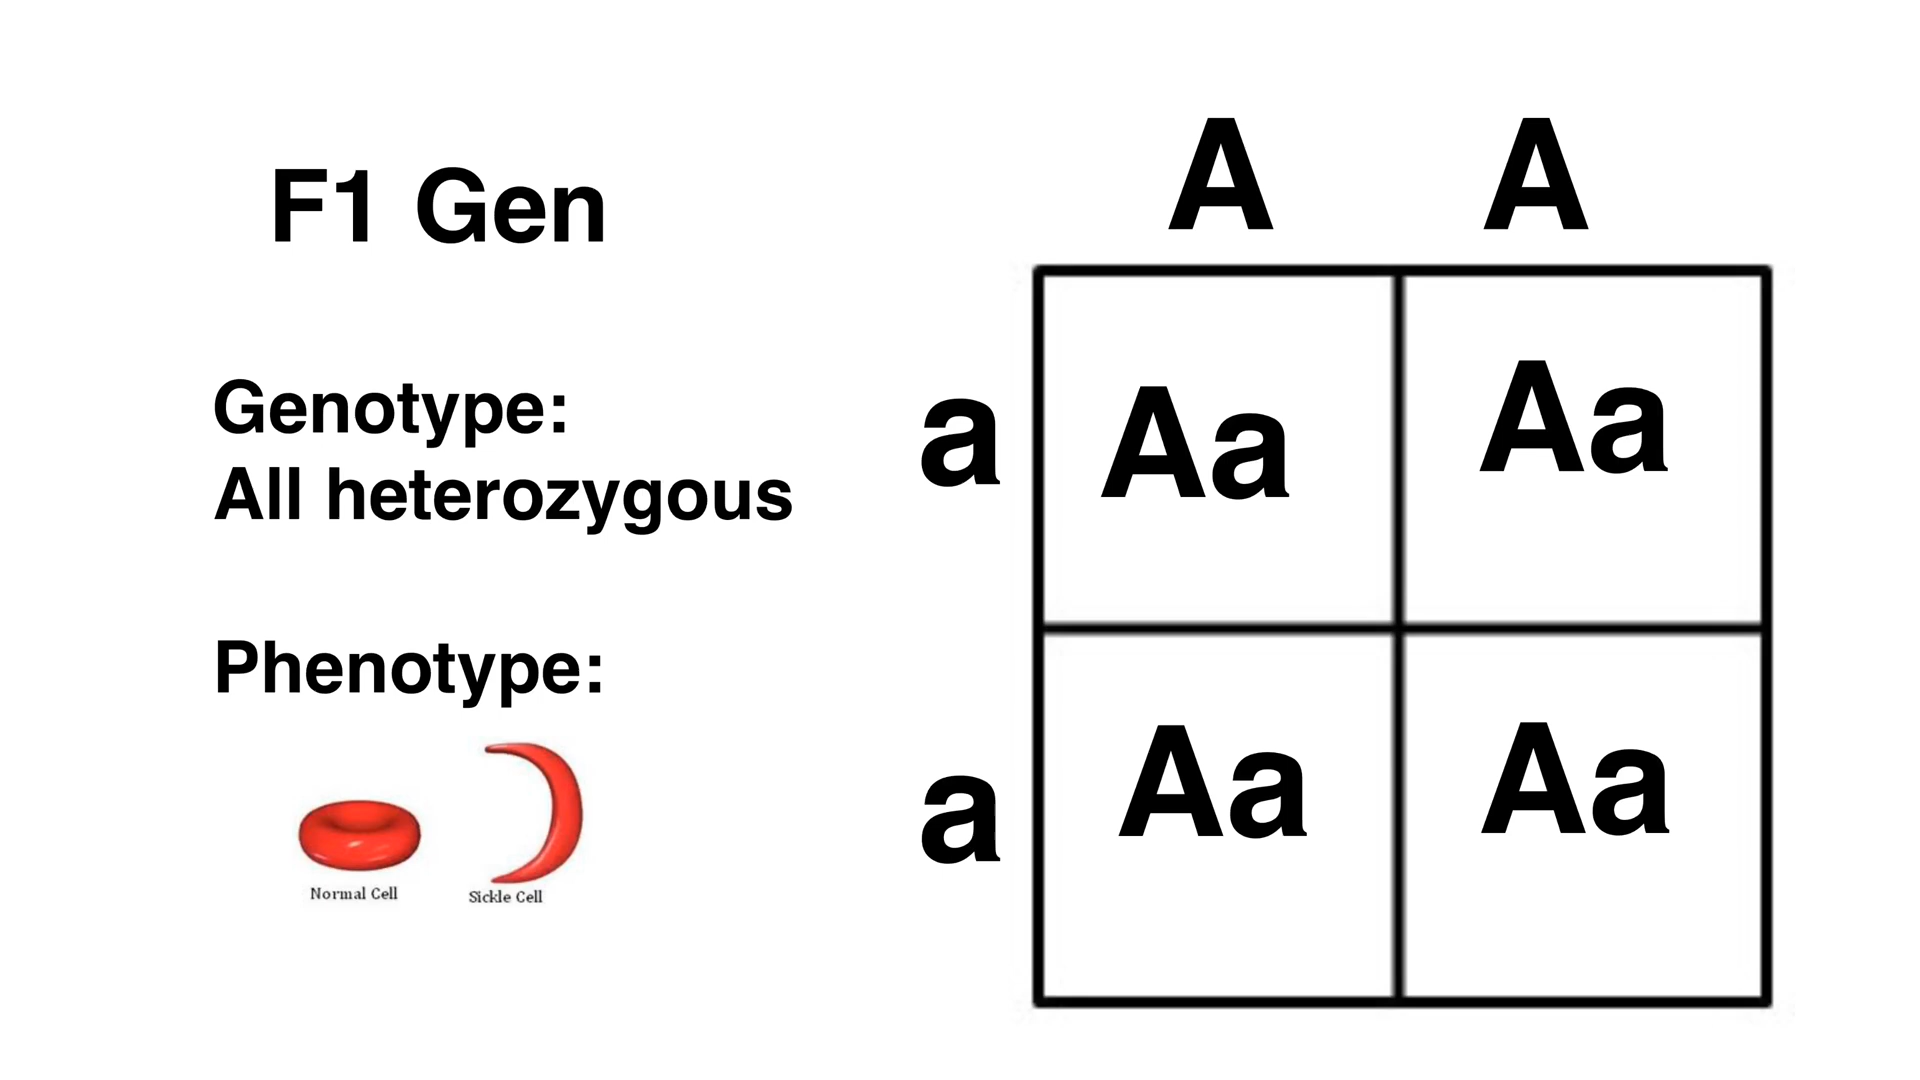 F1 Gen
Genotype:
All heterozygous
Phenotype:
Normal Cell
Sickle Cell
A A
a Aa Aa
a Aa Aa